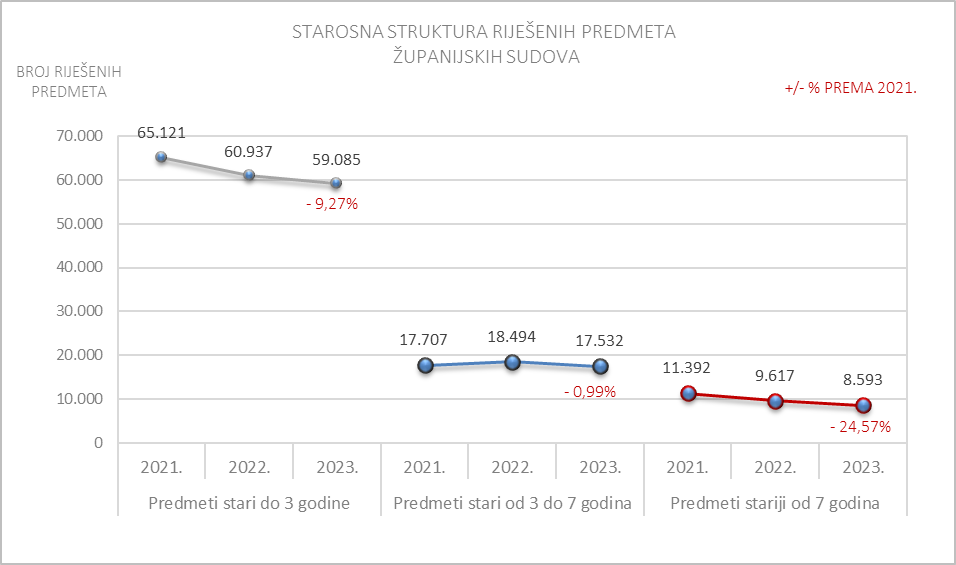 STAROSNA STRUKTURA RIJEŠENIH PREDMETA
ŽUPANIJSKIH SUDOVA
BROJ RIJEŠENIH
PREDMETA
+/- % PREMA 2021.
70.000
60.000
50.000
40.000
30.000
20.000
10.000
0
65.121
60.937
59.085
- 9,27%
17.707
18.494
17.532
- 0,99%
11.392
9.617
8.593
- 24,57%
2021. 2022. 2023. 2021. 2022. 2023. 2021. 2022. 2023.
Predmeti stari do 3 godine Predmeti stari od 3 do 7 godina Predmeti stariji od 7 godina